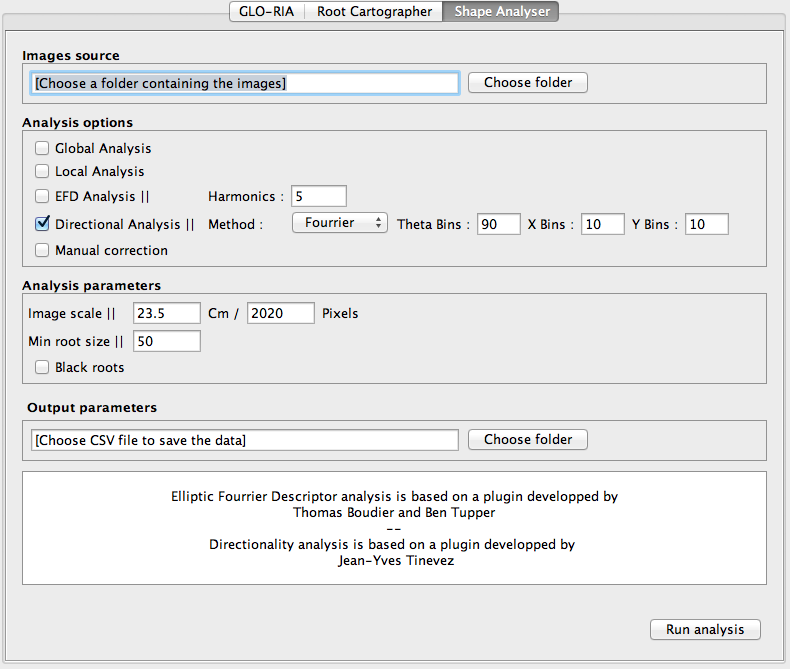 GLO-RIA Root Cartographer Shape Analyser
Images source
[Choose a folder containing the images] Choose folder
Analysis options
Global Analysis
Local Analysis
EFD Analysis || Harmonics : 5
Directional Analysis || Method : Fourrier Theta Bins : 90 X Bins : 10 Y Bins : 10
Manual correction
Analysis parameters
Image scale || 23.5 Cm / 2020 Pixels
Min root size || 50
Black roots
Output parameters
[Choose CSV file to save the data] Choose folder
Elliptic Fourrier Descriptor analysis is based on a plugin developped by
Thomas Boudier and Ben Tupper
--
Directionality analysis is based on a plugin developped by
Jean-Yves Tinevez
Run analysis